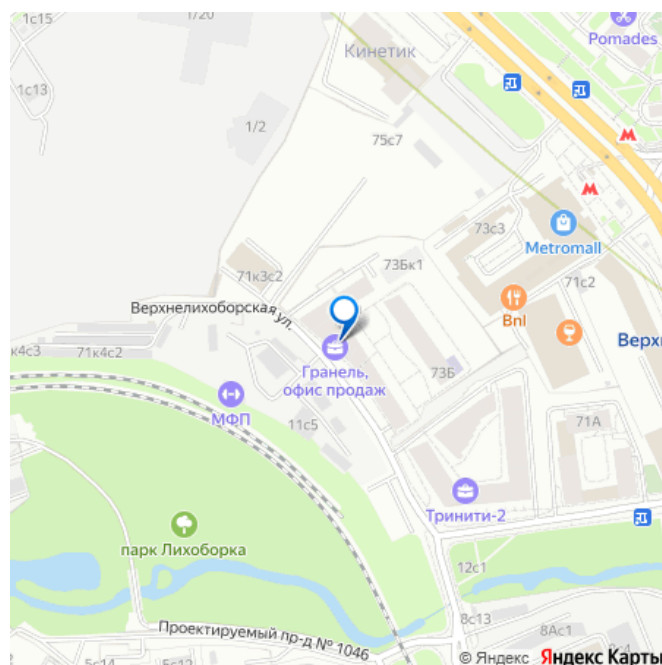 1с15
1/20
Pomades
Кинетик
1с13
1/2
75с7
73с3
Metromall
71к3с2
73Бк1
71с2
Верхнелихоборская ул.
Bnl
к4с3
71к4с2
Гранель,
офис продаж
73Б
МФП
11с5
71А
Тринити-2
парк Лихоборка
12с1
8с13
Проектируемый пр-д № 1046
8Ас1
5с14
5с12
© Яндекс Яндекс Карты